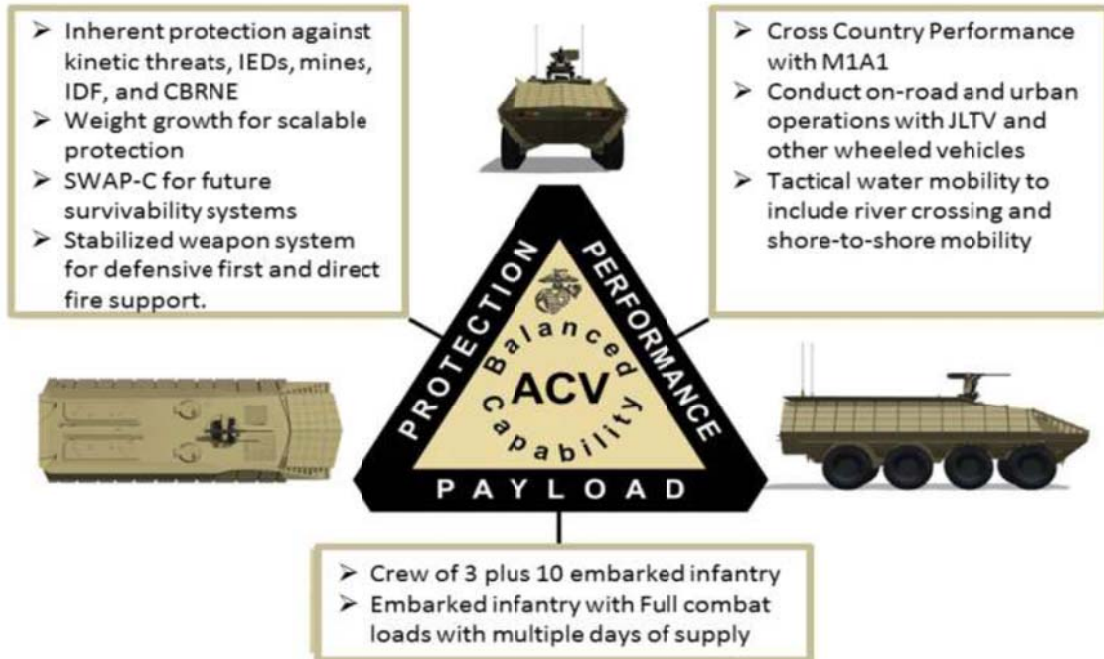 ➢ Inherent protection against
kinetic threats, IEDs, mines,
IDF, and CBRNE
➢ Weight growth for scalable
protection
➢ SWAP-C for future
survivability systems
➢ Stabilized weapon system
for defensive first and direct
fire support.
➢ Cross Country Performance
with M1A1
➢ Conduct on-road and urban
operations with JLTV and
other wheeled vehicles
➢ Tactical water mobility to
include river crossing and
shore-to-shore mobility
PROTECTION
PERFORMANCE
Balanced
ACV
Capability
PAYLOAD
➢ Crew of 3 plus 10 embarked infantry
➢ Embarked infantry with Full combat
loads with multiple days of supply